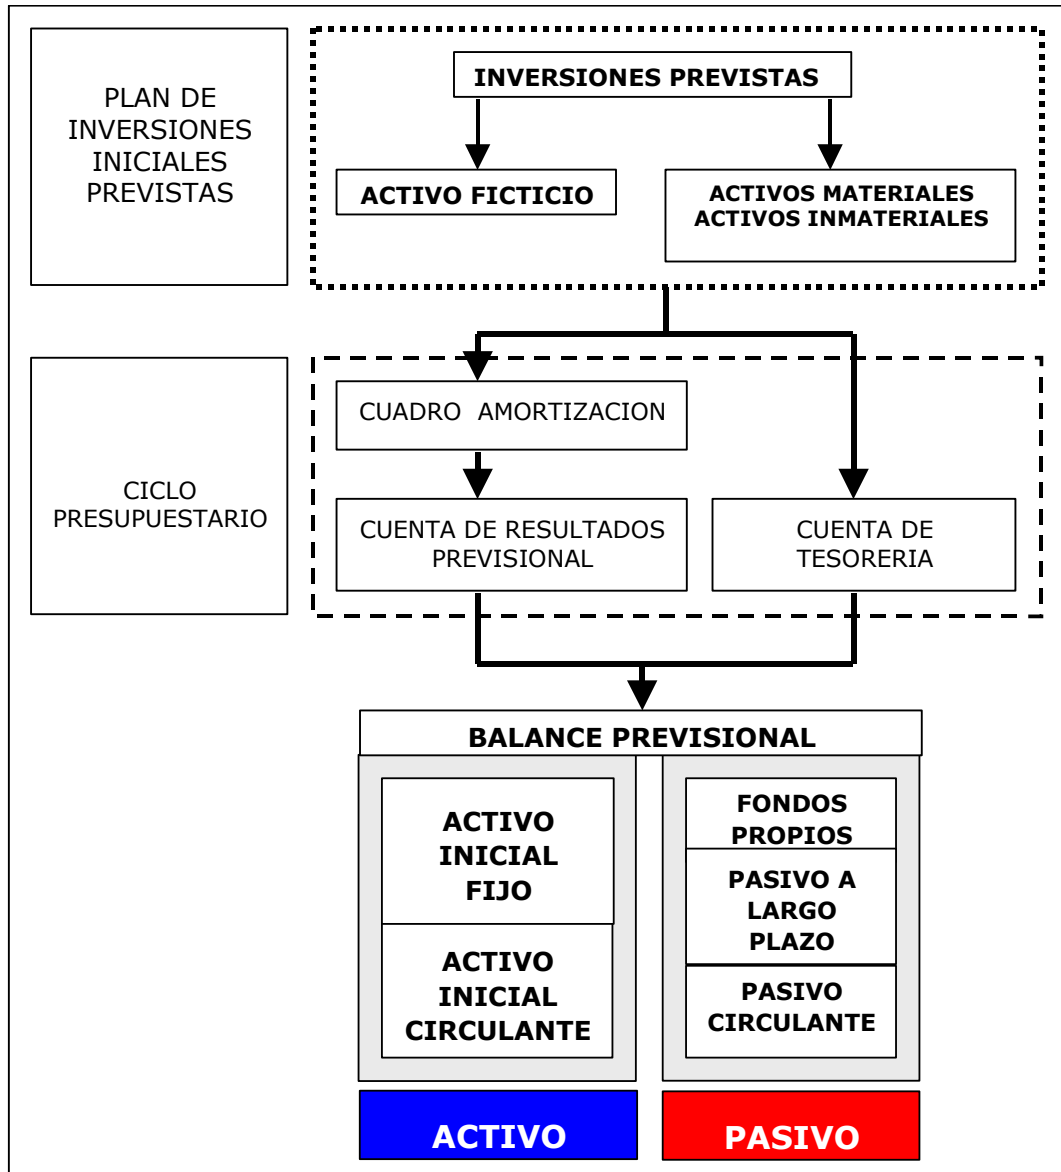 PLAN DE
INVERSIONES
INICIALES
PREVISTAS
INVERSIONES PREVISTAS
ACTIVO FICTICIO
ACTIVOS MATERIALES
ACTIVOS INMATERIALES
CICLO
PRESUPUESTARIO
CUADRO AMORTIZACION
CUENTA DE RESULTADOS
PREVISIONAL
CUENTA DE
TESORERIA
BALANCE PREVISIONAL
ACTIVO
INICIAL
FIJO
ACTIVO
INICIAL
CIRCULANTE
FONDOS
PROPIOS
PASIVO A
LARGO
PLAZO
PASIVO
CIRCULANTE
ACTIVO
PASIVO